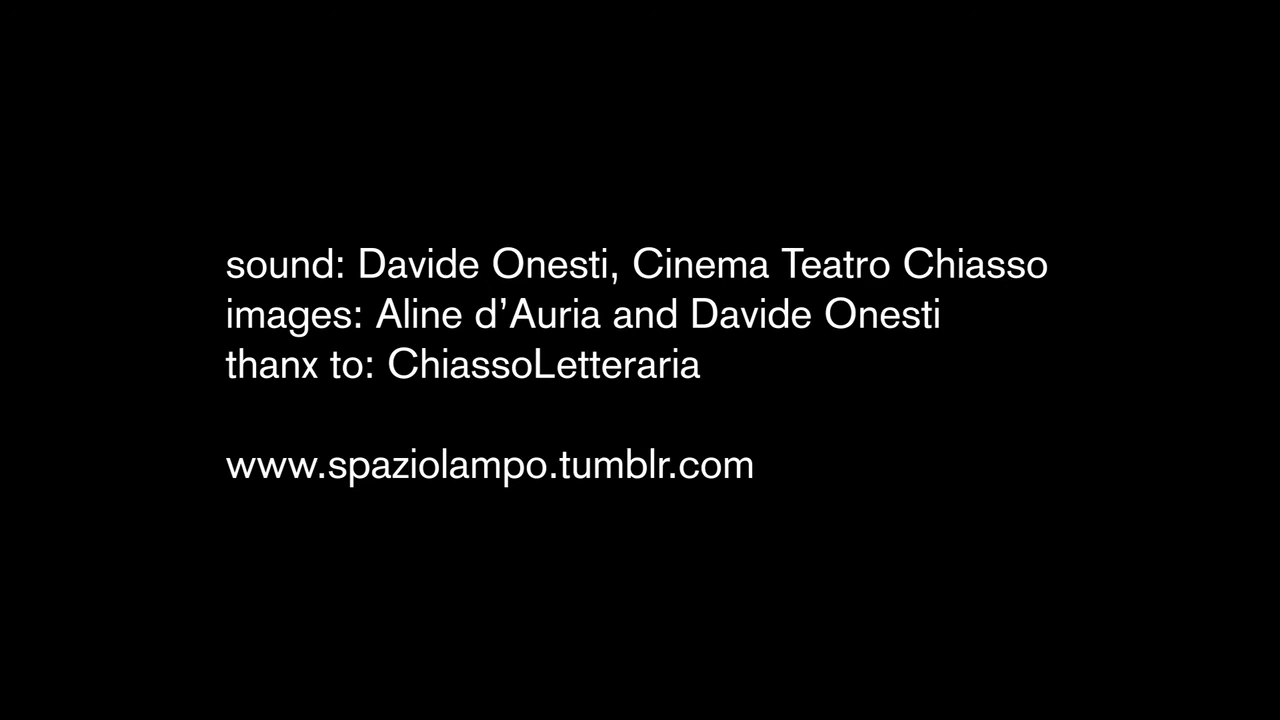 sound: Davide Onesti, Cinema Teatro Chiasso
images: Aline d’Auria and Davide Onesti
thanx to: ChiassoLetteraria
www.spaziolampo.tumblr.com